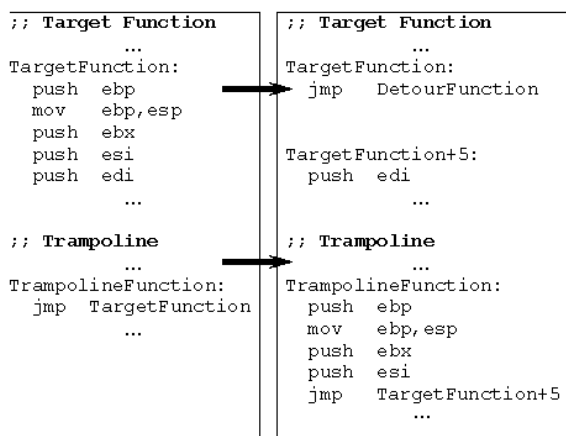 ;; Target Function
...
TargetFunction:
push ebp
mov ebp,esp
push ebx
push esi
push edi
...
;; Trampoline
...
TrampolineFunction:
jmp TargetFunction
...
;; Target Function
...
TargetFunction:
jmp DetourFunction
TargetFunction+5:
push edi
...
;; Trampoline
...
TrampolineFunction:
push ebp
mov ebp,esp
push ebx
push esi
jmp TargetFunction+5
...